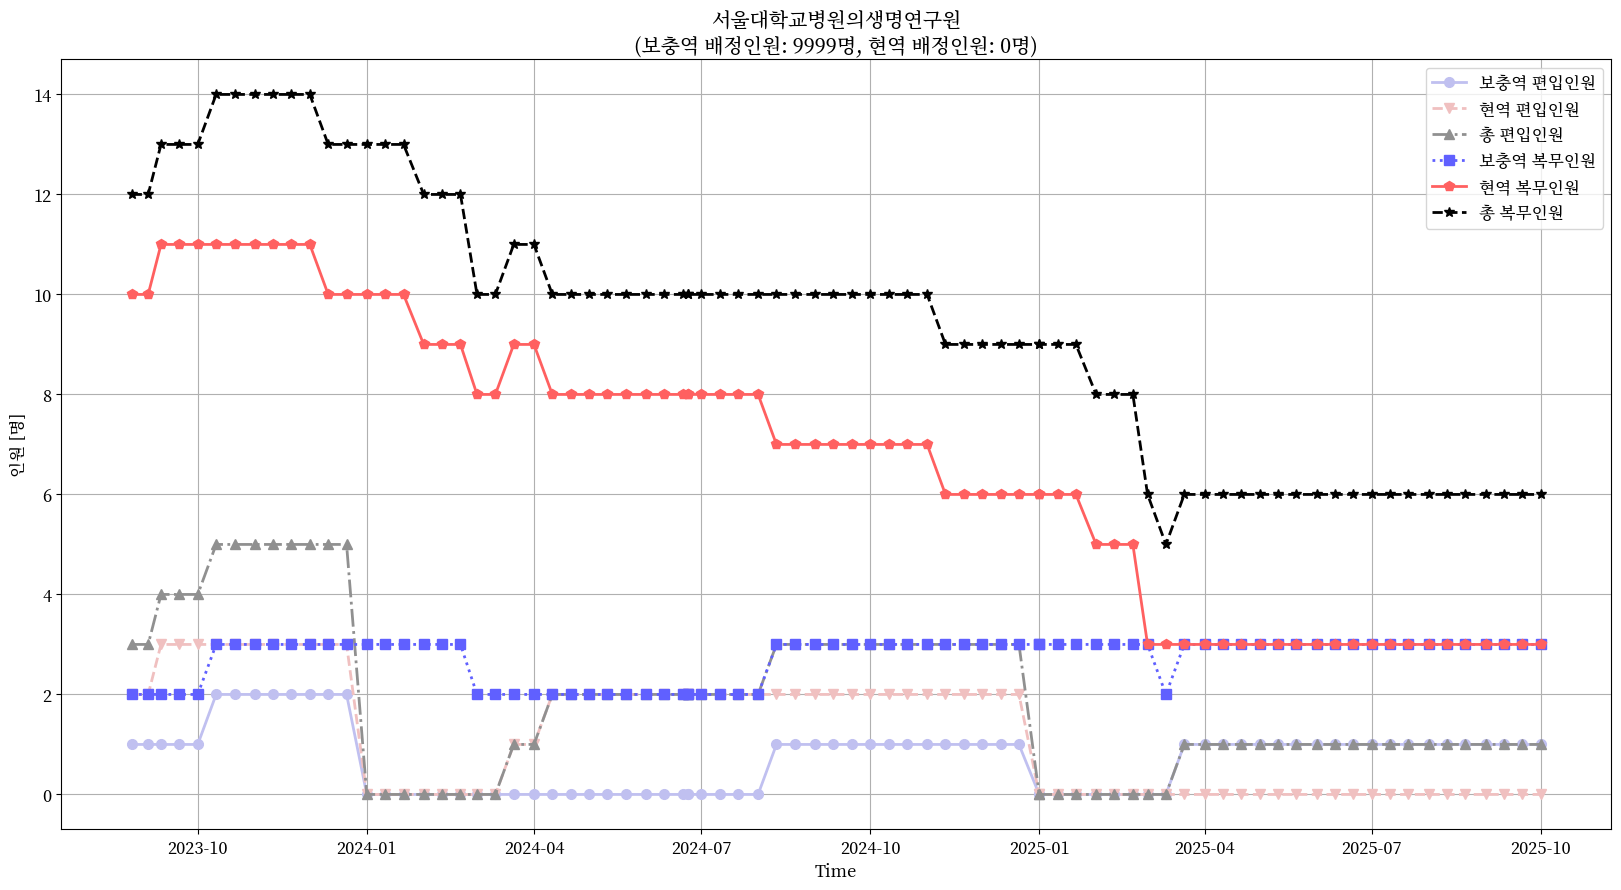 서울대학교병원의생명연구원
(보충역 배정인원: 9999명, 현역 배정인원: 0명)
보충역 편입인원
현역 편입인원
총 편입인원
보충역 복무인원
현역 복무인원
총 복무인원
인원 [명]
14
12
10
8
6
4
2
0
2023-10
2024-01
2024-04
2024-07
2024-10
2025-01
2025-04
2025-07
2025-10
Time